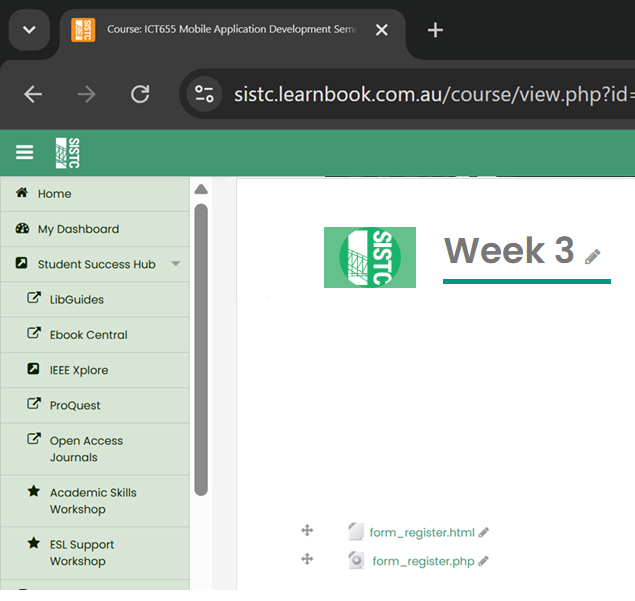 Course: ICT655 Mobile Application Development Sem
sistc.learnbook.com.au/course/view.php?id=
SISTC
Home
My Dashboard
Student Success Hub
LibGuides
Ebook Central
IEEE Xplore
ProQuest
Open Access
Journals
Academic Skills
Workshop
ESL Support
Workshop
SISTC
Week 3
form_register.html
form_register.php